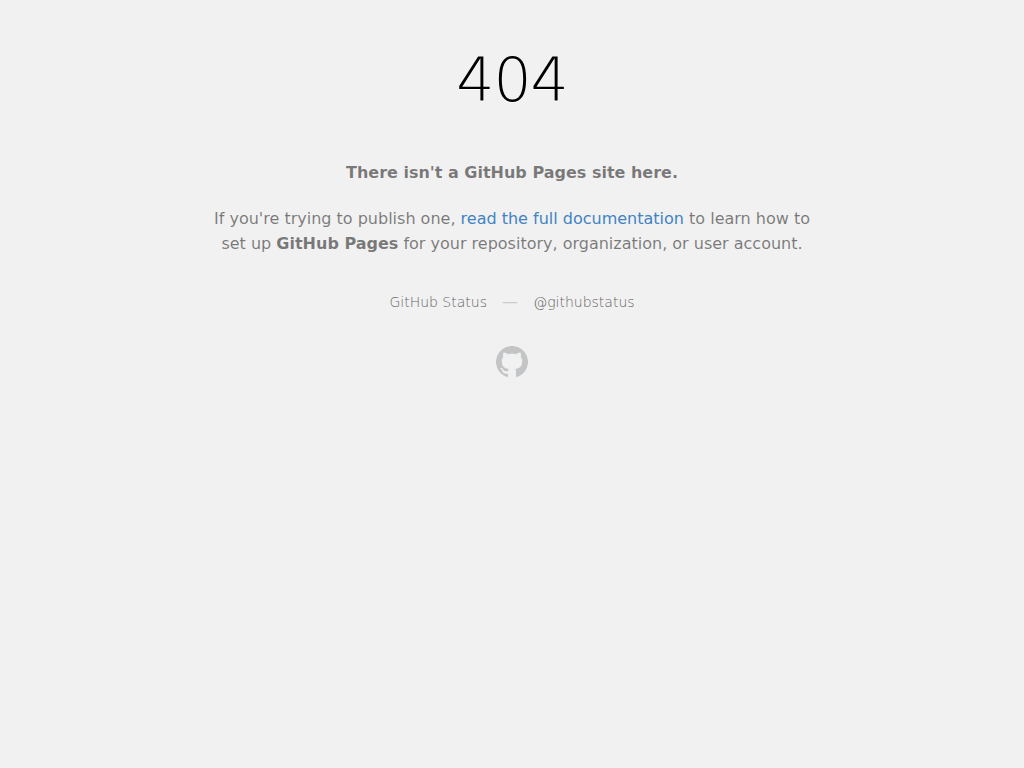 404
There isn't a GitHub Pages site here.
If you're trying to publish one, read the full documentation to learn how to
set up GitHub Pages for your repository, organization, or user account.
GitHub Status — @githubstatus